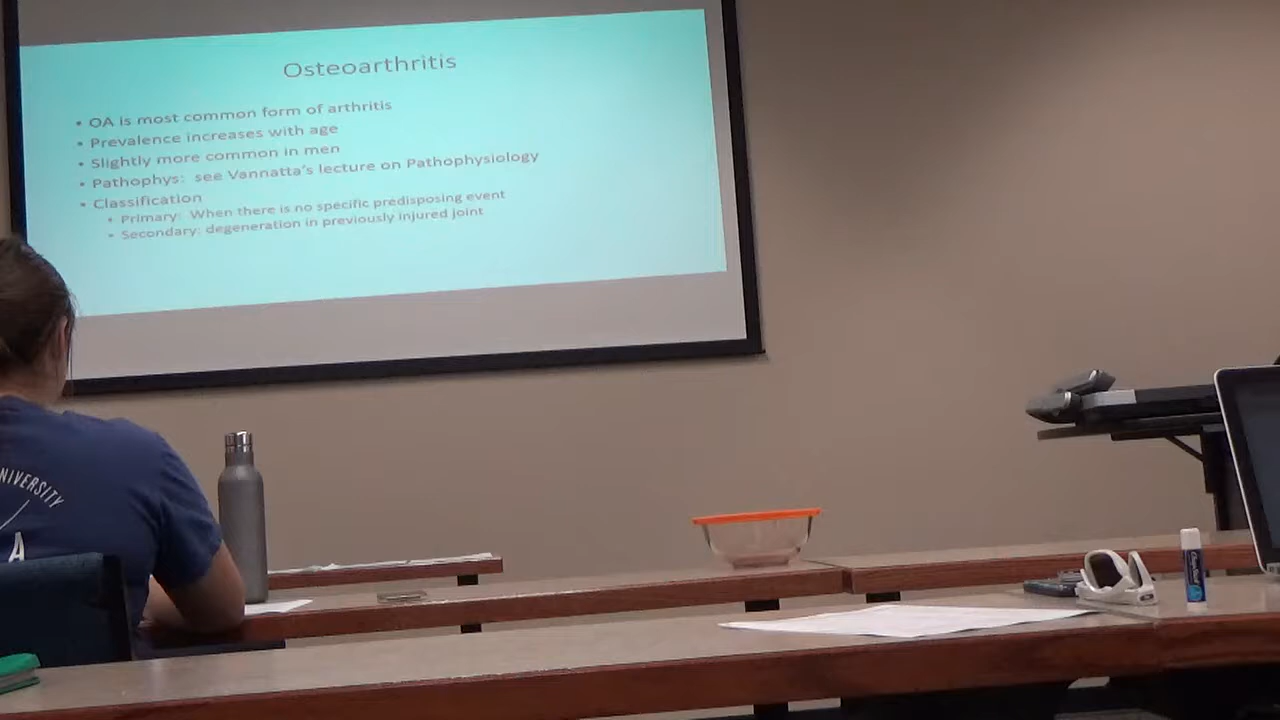 Osteoarthritis
• OA is most common form of arthritis
• Prevalence increases with age
• Slightly more common in men
• Pathophys: see Vannatta's lecture on Pathophysiology
• Classification
• Primary: When there is no specific predisposing event
• Secondary: degeneration in previously injured joint
NIVERSITY
A